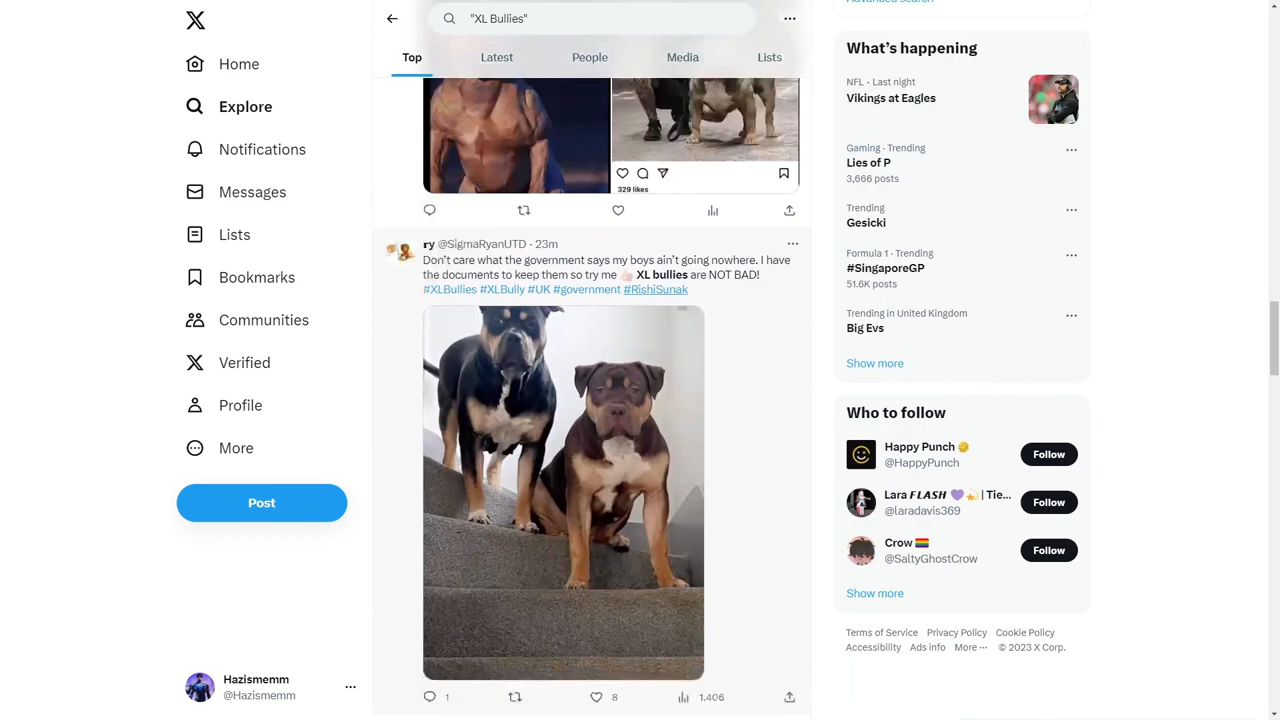 "XL Bullies"
Top
Latest
People
Media
Lists
Home
Explore
Notifications
Messages
Lists
Bookmarks
Communities
Verified
Profile
More
Post
Hazismemm
@Hazismemm
329 likes
ry @SigmaRyanUTD · 23m
Don't care what the government says my boys ain't going nowhere. I have
the documents to keep them so try me 👍🏻 XL bullies are NOT BAD!
#XLBullies #XLBully #UK #government #RishiSunak
1
8
1,406
Advanced search
What's happening
NFL · Last night
Vikings at Eagles
Gaming · Trending
Lies of P
3,666 posts
Trending
Gesicki
Formula 1 · Trending
#SingaporeGP
51.6K posts
Trending in United Kingdom
Big Evs
Show more
Who to follow
Happy Punch
@HappyPunch
Follow
Lara FLASH 💜💫 | Tie...
@laradavis369
Follow
Crow 🏳️‍🌈
@SaltyGhostCrow
Follow
Show more
Terms of Service Privacy Policy Cookie Policy
Accessibility Ads info More ··· © 2023 X Corp.